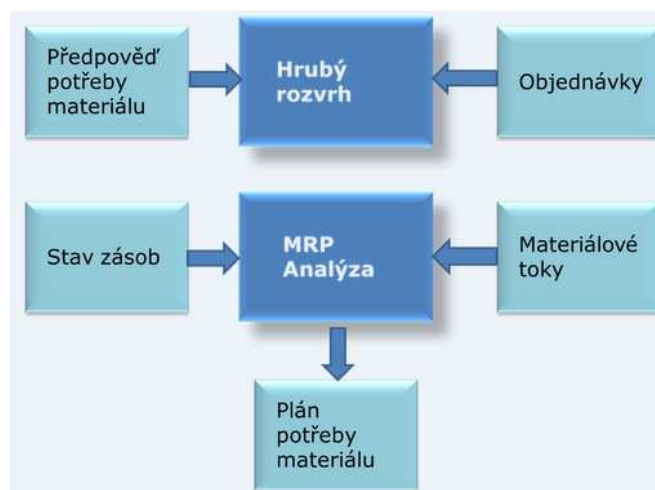 Předpověď
potřeby
materiálu
Hrubý
rozvrh
Objednávky
Stav zásob
MRP
Analýza
Materiálové
toky
Plán
potřeby
materiálu